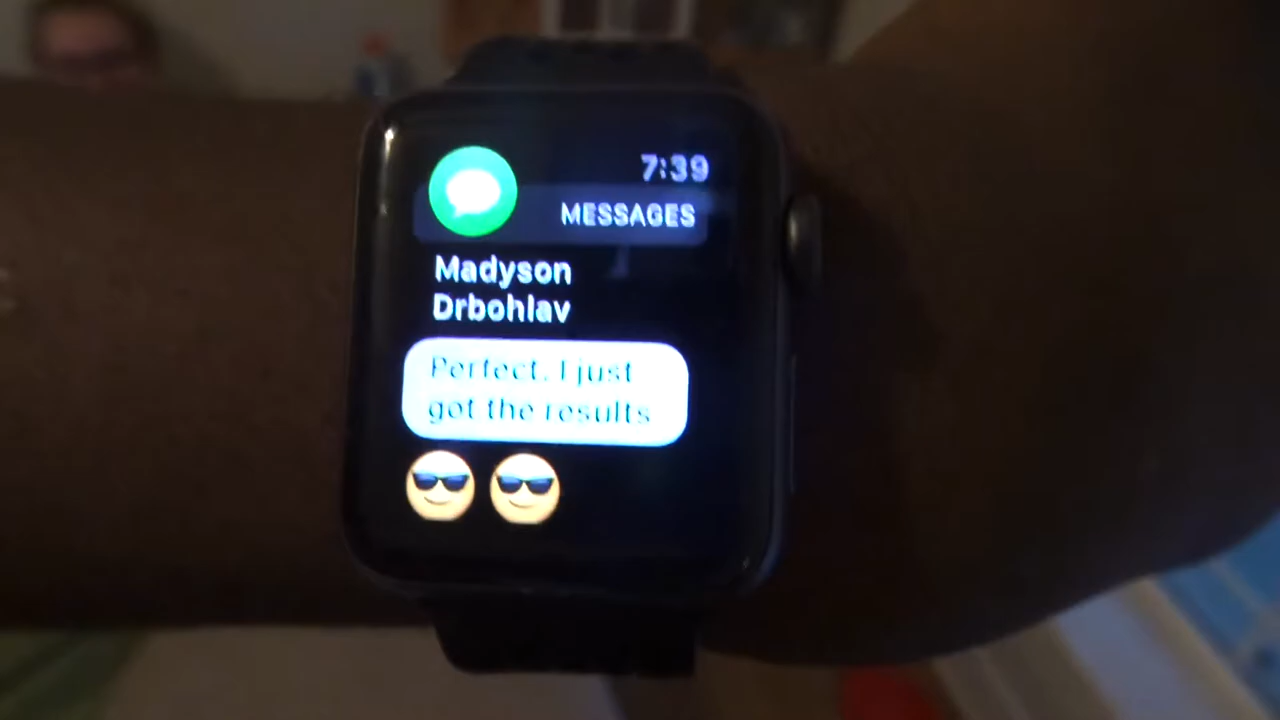 7:39
MESSAGES
Madyson
Drbohlav
Perfect. I just
got the results
😎 😎